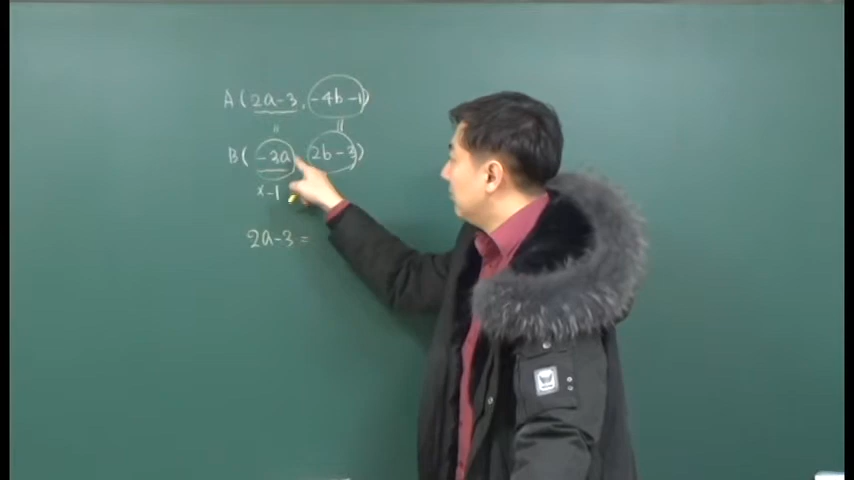 A(2a-3, -4b-1)
=　 =
B(-3a, 2b-3)
x-1
2a-3 =